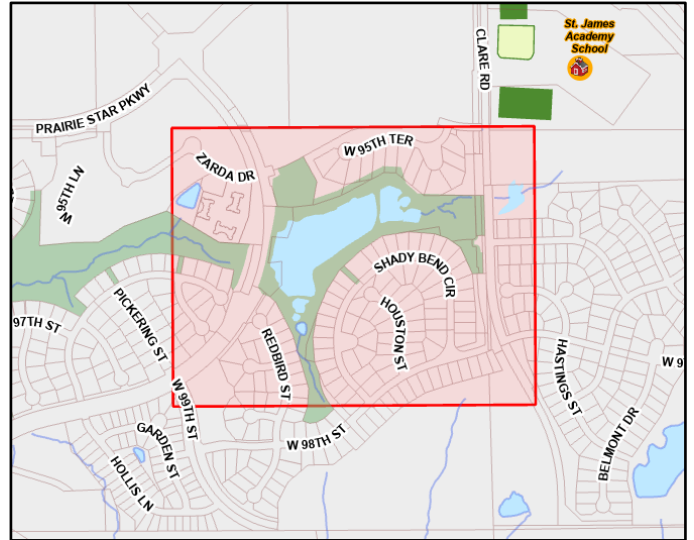 St. James
Academy
School
CLARE RD
PRAIRIE STAR PKWY
W 95TH TER
ZARDA DR
W 95TH LN
SHADY BEND CIR
PICKERING ST
HOUSTON ST
97TH ST
REDBIRD ST
HASTINGS ST
W 97
W 99TH ST
BELMONT DR
GARDEN ST
W 98TH ST
HOLLIS LN